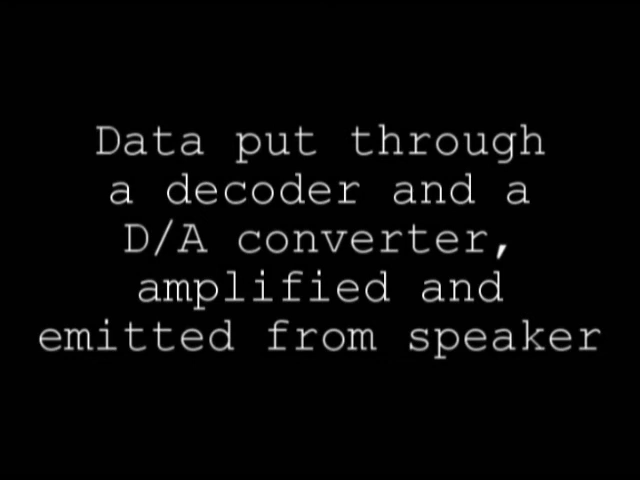 Data put through
a decoder and a
D/A converter,
amplified and
emitted from speaker